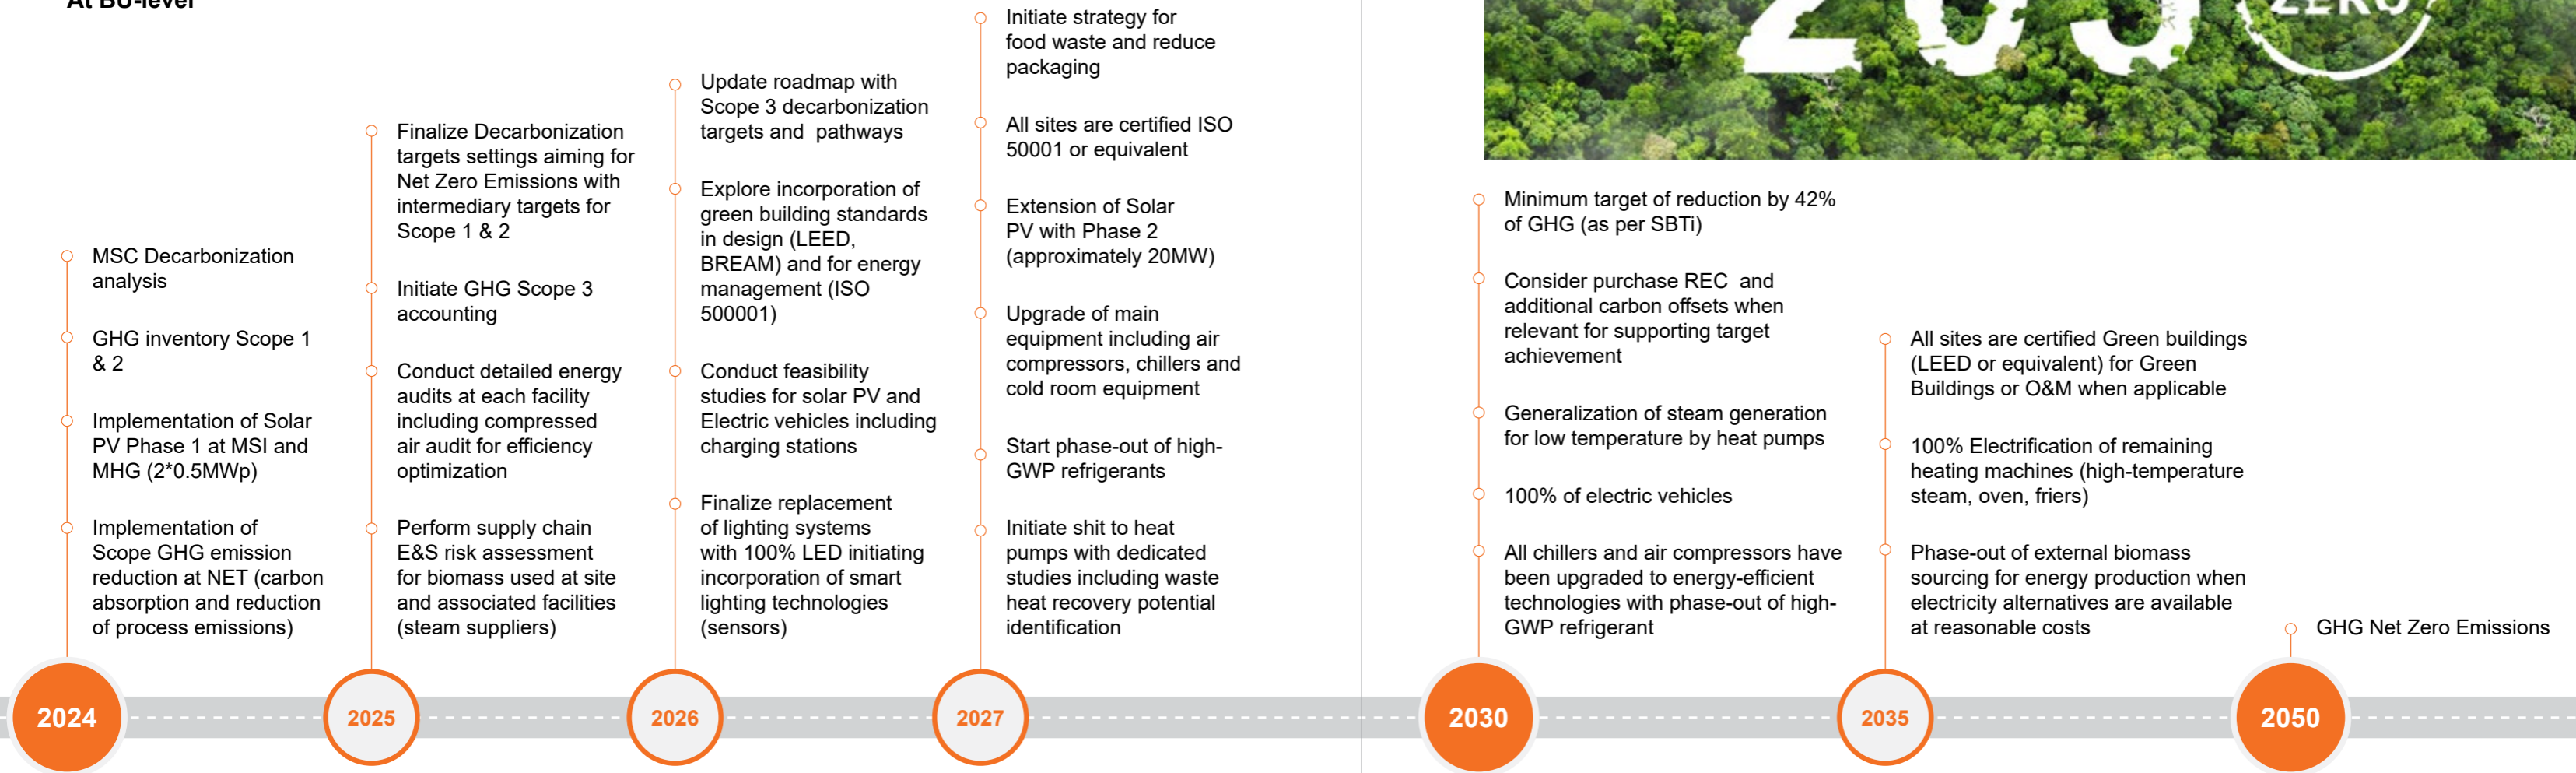 At BU-level
MSC Decarbonization
analysis
GHG inventory Scope 1
& 2
Implementation of Solar
PV Phase 1 at MSI and
MHG (2*0.5MWp)
Implementation of
Scope GHG emission
reduction at NET (carbon
absorption and reduction
of process emissions)
2024
Finalize Decarbonization
targets settings aiming for
Net Zero Emissions with
intermediary targets for
Scope 1 & 2
Initiate GHG Scope 3
accounting
Conduct detailed energy
audits at each facility
including compressed
air audit for efficiency
optimization
Perform supply chain
E&S risk assessment
for biomass used at site
and associated facilities
(steam suppliers)
2025
Update roadmap with
Scope 3 decarbonization
targets and pathways
Explore incorporation of
green building standards
in design (LEED,
BREAM) and for energy
management (ISO
500001)
Conduct feasibility
studies for solar PV and
Electric vehicles including
charging stations
Finalize replacement
of lighting systems
with 100% LED initiating
incorporation of smart
lighting technologies
(sensors)
2026
Initiate strategy for
food waste and reduce
packaging
All sites are certified ISO
50001 or equivalent
Extension of Solar
PV with Phase 2
(approximately 20MW)
Upgrade of main
equipment including air
compressors, chillers and
cold room equipment
Start phase-out of high-
GWP refrigerants
Initiate shit to heat
pumps with dedicated
studies including waste
heat recovery potential
identification
2027
ZERO
Minimum target of reduction by 42%
of GHG (as per SBTi)
Consider purchase REC and
additional carbon offsets when
relevant for supporting target
achievement
Generalization of steam generation
for low temperature by heat pumps
100% of electric vehicles
All chillers and air compressors have
been upgraded to energy-efficient
technologies with phase-out of high-
GWP refrigerant
2030
All sites are certified Green buildings
(LEED or equivalent) for Green
Buildings or O&M when applicable
100% Electrification of remaining
heating machines (high-temperature
steam, oven, friers)
Phase-out of external biomass
sourcing for energy production when
electricity alternatives are available
at reasonable costs
2035
GHG Net Zero Emissions
2050